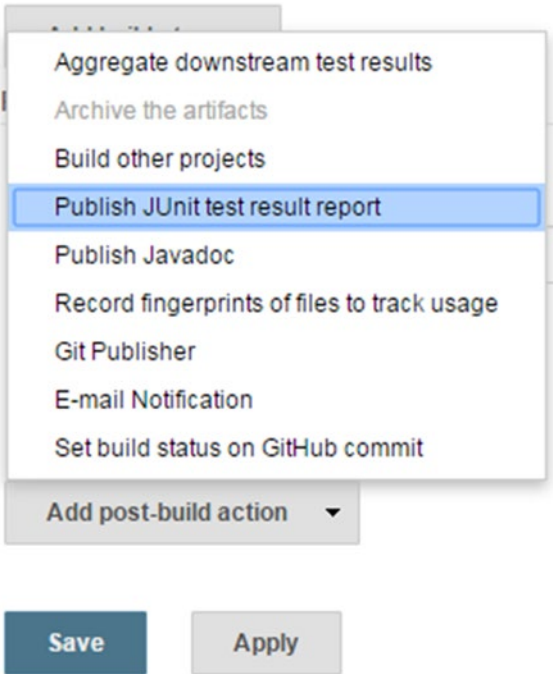 Aggregate downstream test results
Archive the artifacts
Build other projects
Publish JUnit test result report
Publish Javadoc
Record fingerprints of files to track usage
Git Publisher
E-mail Notification
Set build status on GitHub commit
Add post-build action
Save Apply